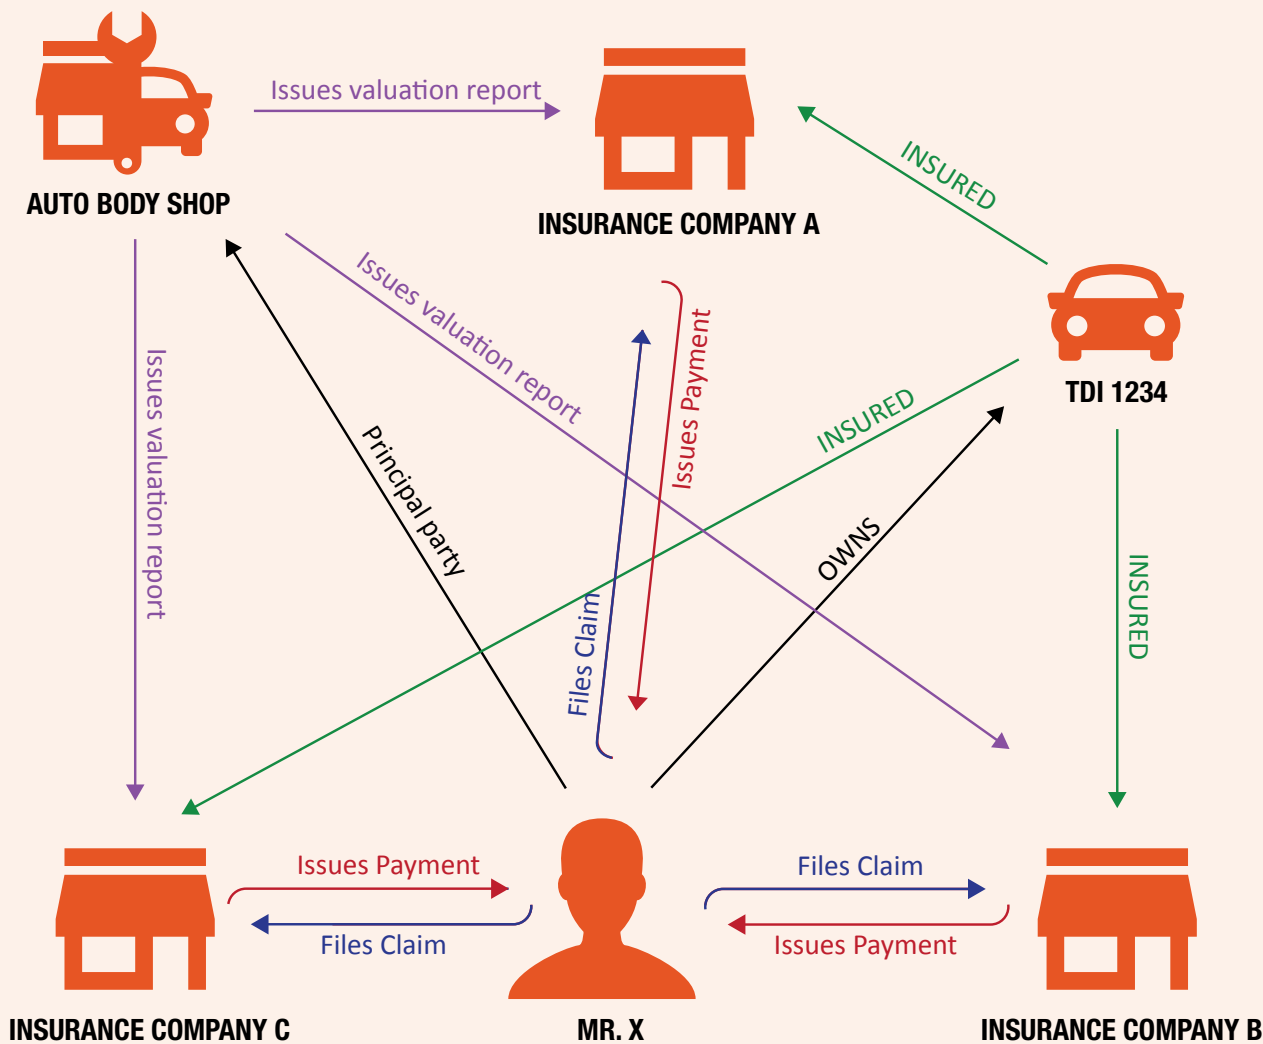 Issues valuation report
AUTO BODY SHOP
INSURANCE COMPANY A
INSURED
TDI 1234
Issues valuation report
Issues valuation report
Principal party
Issues Payment
Files Claim
INSURED
OWNS
INSURED
Issues Payment
Files Claim
Files Claim
Issues Payment
INSURANCE COMPANY C
MR. X
INSURANCE COMPANY B